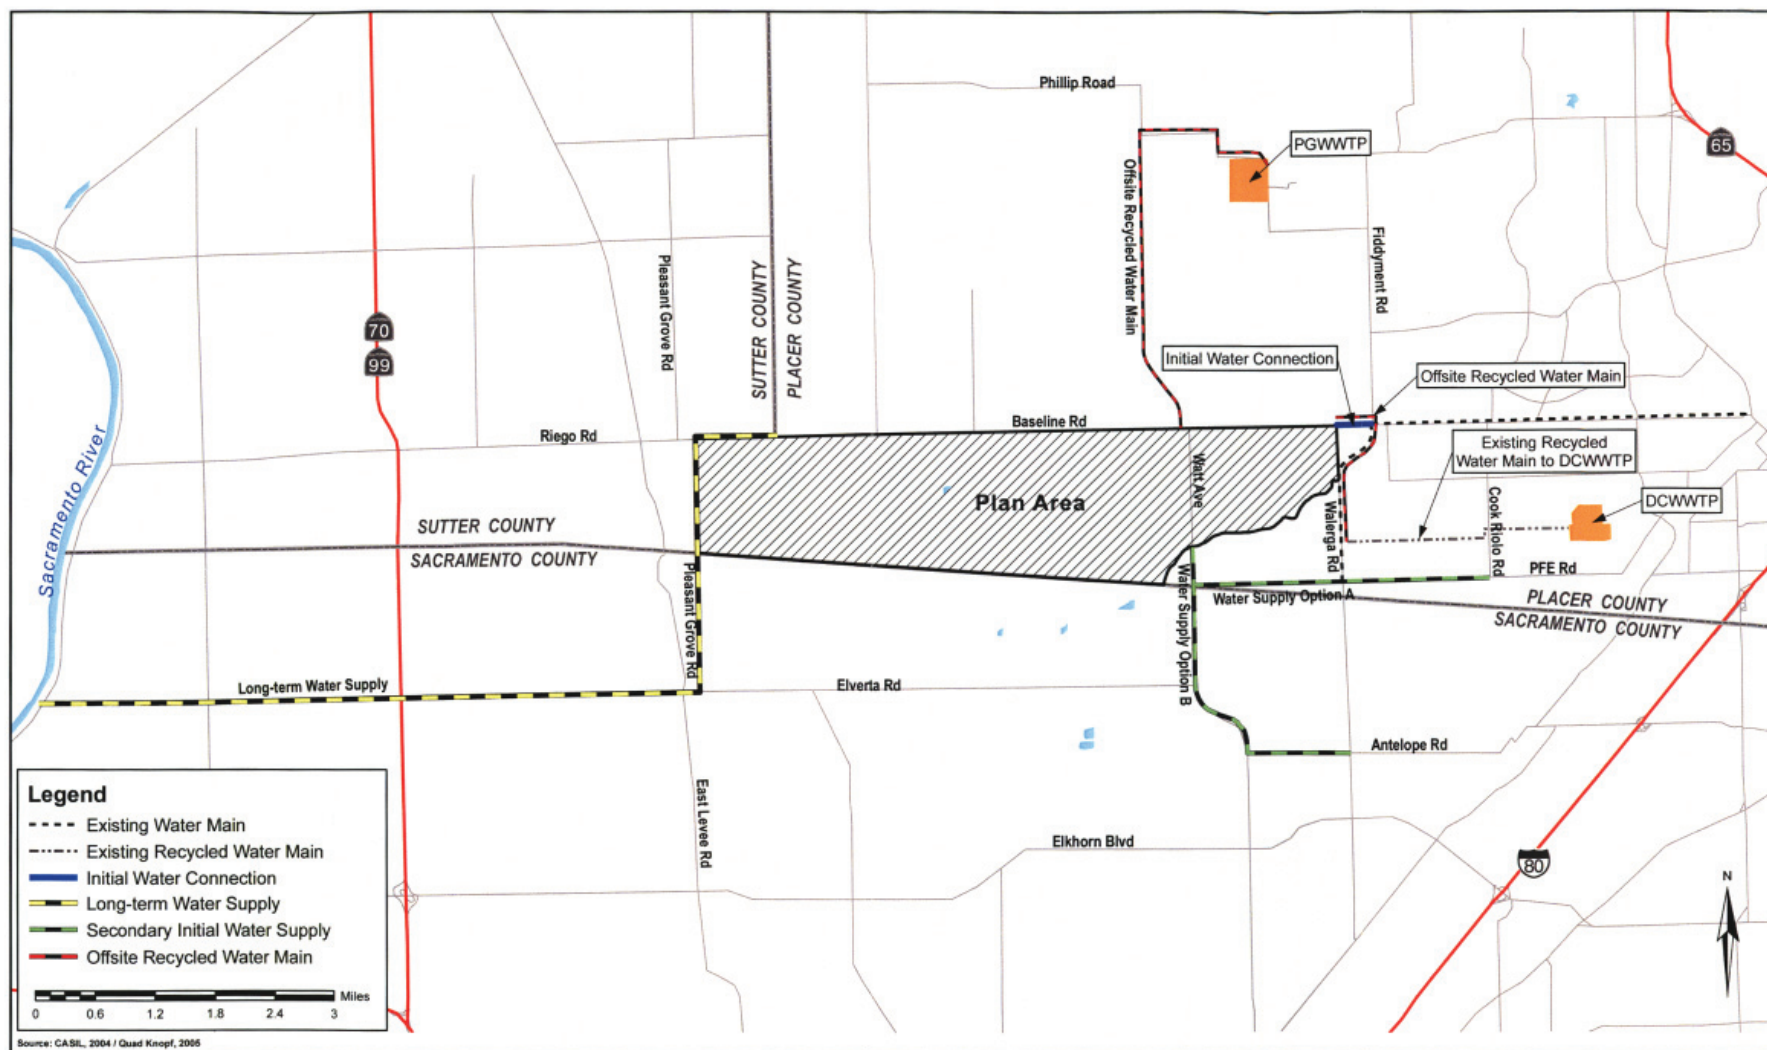 Phillip Road
65
PGWWTP
Offsite Recycled Water Main
Fiddyment Rd
Pleasant Grove Rd
SUTTER COUNTY
PLACER COUNTY
70
99
Initial Water Connection
Offsite Recycled Water Main
Riego Rd
Baseline Rd
Existing Recycled
Water Main to DCWWTP
Sacramento River
Plan Area
Watt Ave
Walerga Rd
Cook Riolo Rd
DCWWTP
SUTTER COUNTY
SACRAMENTO COUNTY
Pleasant Grove Rd
Water Supply Option B
Water Supply Option A
PFE Rd
PLACER COUNTY
SACRAMENTO COUNTY
Long-term Water Supply
Elverta Rd
Antelope Rd
East Levee Rd
Elkhorn Blvd
80
N
Legend
Existing Water Main
Existing Recycled Water Main
Initial Water Connection
Long-term Water Supply
Secondary Initial Water Supply
Offsite Recycled Water Main
Miles
0 0.6 1.2 1.8 2.4 3
Source: CASIL, 2004 / Quad Knopf, 2005